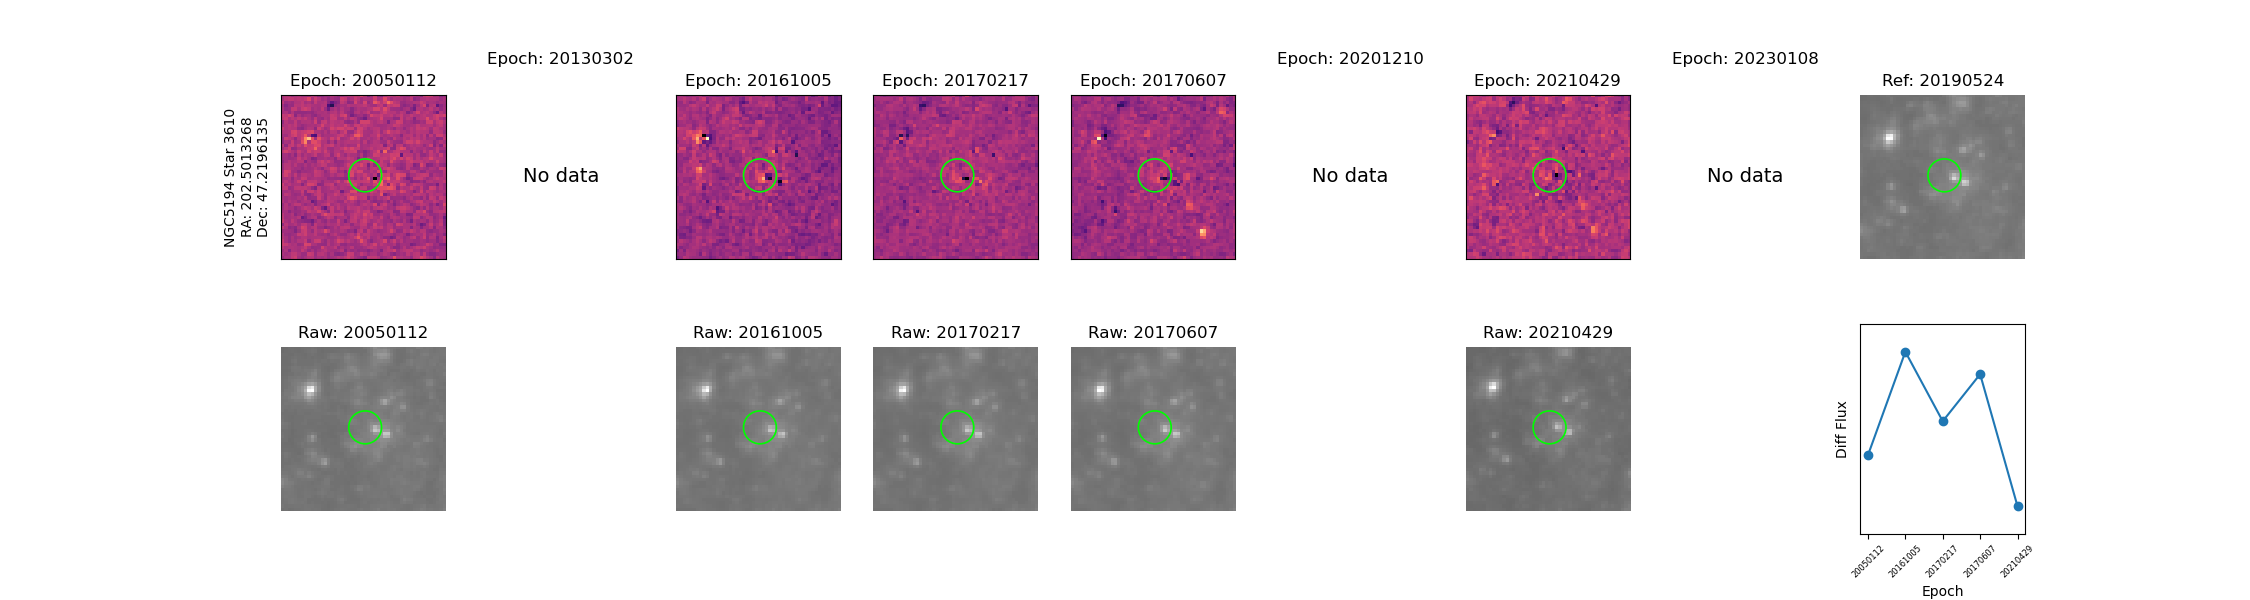 NGC5194 Star 3610
RA: 202.5013268
Dec: 47.2196135
Epoch: 20050112
Epoch: 20130302
No data
Epoch: 20161005
Epoch: 20170217
Epoch: 20170607
Epoch: 20201210
No data
Epoch: 20210429
Epoch: 20230108
No data
Ref: 20190524
Raw: 20050112
Raw: 20161005
Raw: 20170217
Raw: 20170607
Raw: 20210429
Diff Flux
20050112
20161005
20170217
20170607
20210429
Epoch